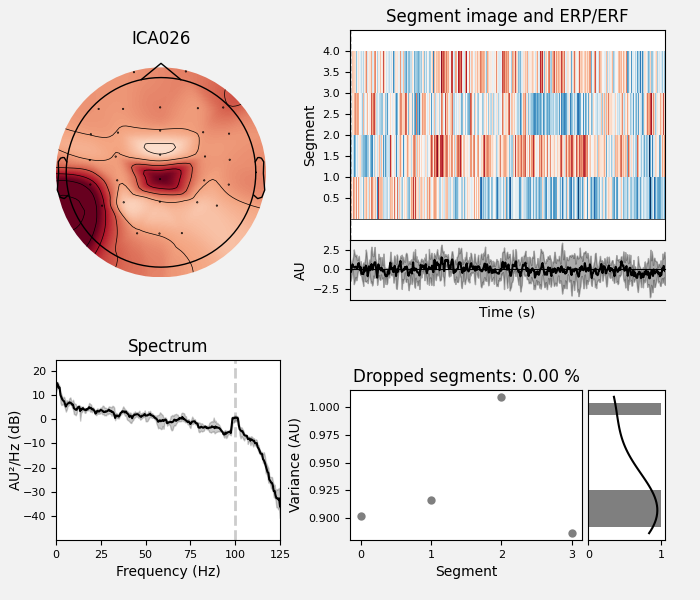 ICA026
Segment image and ERP/ERF
Segment
4.0
3.5
3.0
2.5
2.0
1.5
1.0
0.5
AU
2.5
0.0
−2.5
Time (s)
Spectrum
AU²/Hz (dB)
20
10
0
−10
−20
−30
−40
0 25 50 75 100 125
Frequency (Hz)
Dropped segments: 0.00 %
Variance (AU)
1.000
0.975
0.950
0.925
0.900
0 1 2 3
Segment
0 1